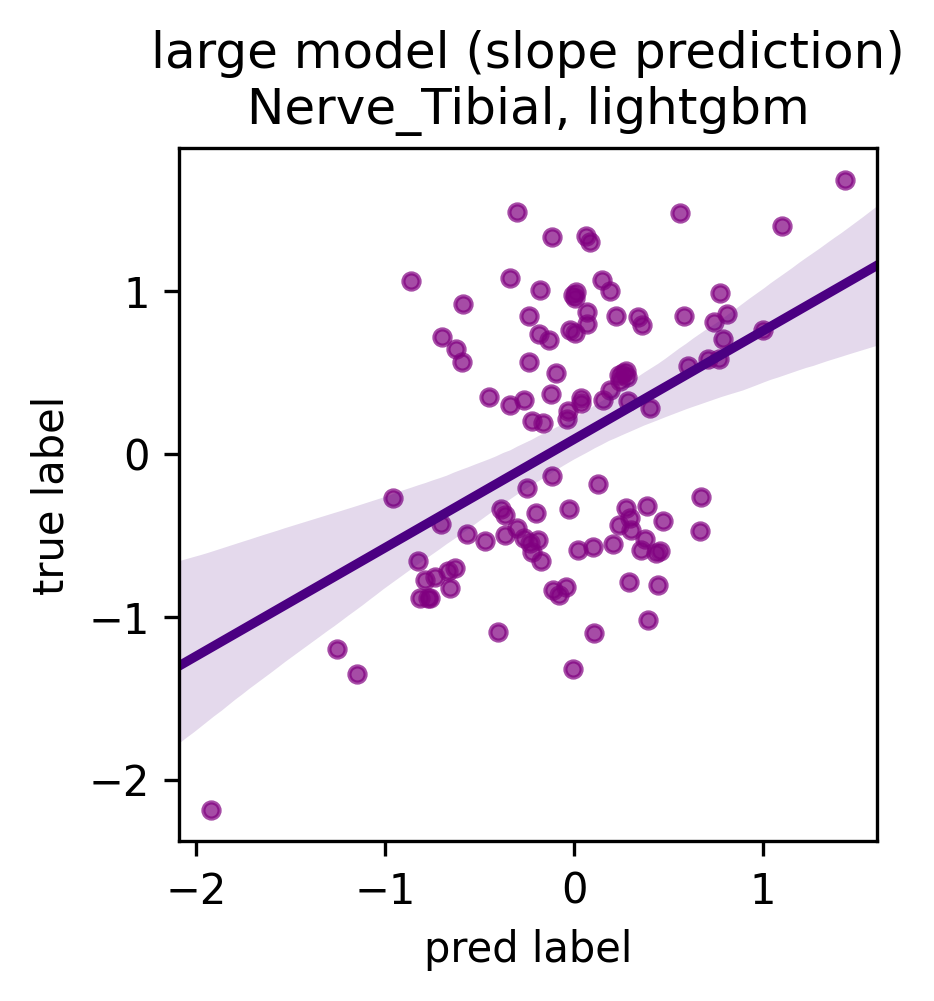 large model (slope prediction)
Nerve_Tibial, lightgbm
1
0
−1
−2
true label
−2
−1
0
1
pred label